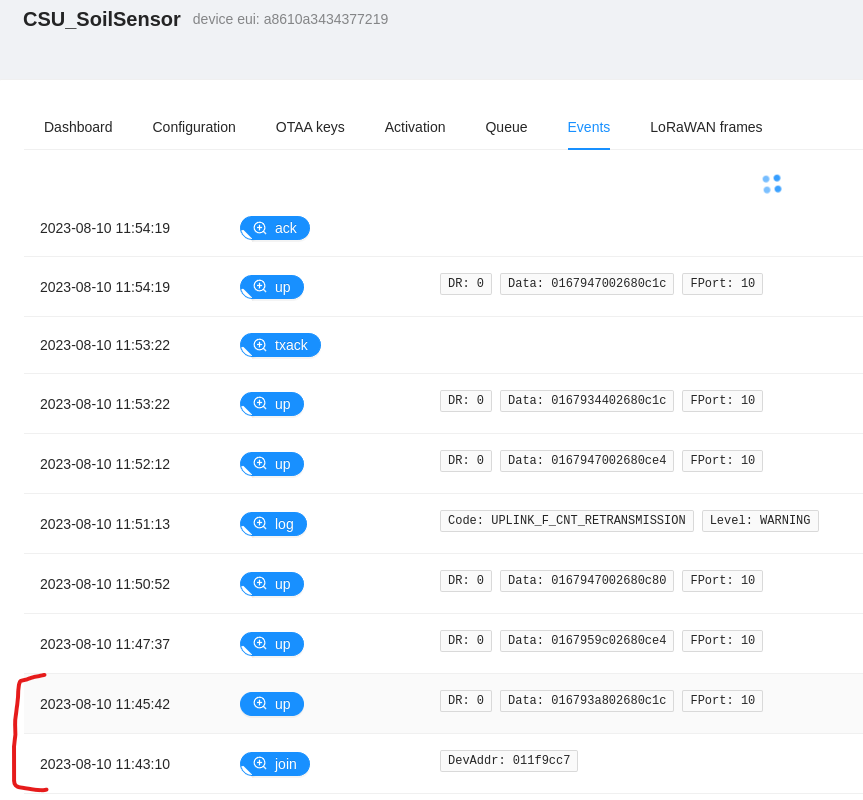 CSU_SoilSensor device eui: a8610a3434377219
Dashboard Configuration OTAA keys Activation Queue Events LoRaWAN frames
2023-08-10 11:54:19 ack
2023-08-10 11:54:19 up DR: 0 Data: 0167947002680c1c FPort: 10
2023-08-10 11:53:22 txack
2023-08-10 11:53:22 up DR: 0 Data: 0167934402680c1c FPort: 10
2023-08-10 11:52:12 up DR: 0 Data: 0167947002680ce4 FPort: 10
2023-08-10 11:51:13 log Code: UPLINK_F_CNT_RETRANSMISSION Level: WARNING
2023-08-10 11:50:52 up DR: 0 Data: 0167947002680c80 FPort: 10
2023-08-10 11:47:37 up DR: 0 Data: 0167959c02680ce4 FPort: 10
2023-08-10 11:45:42 up DR: 0 Data: 016793a802680c1c FPort: 10
2023-08-10 11:43:10 join DevAddr: 011f9cc7